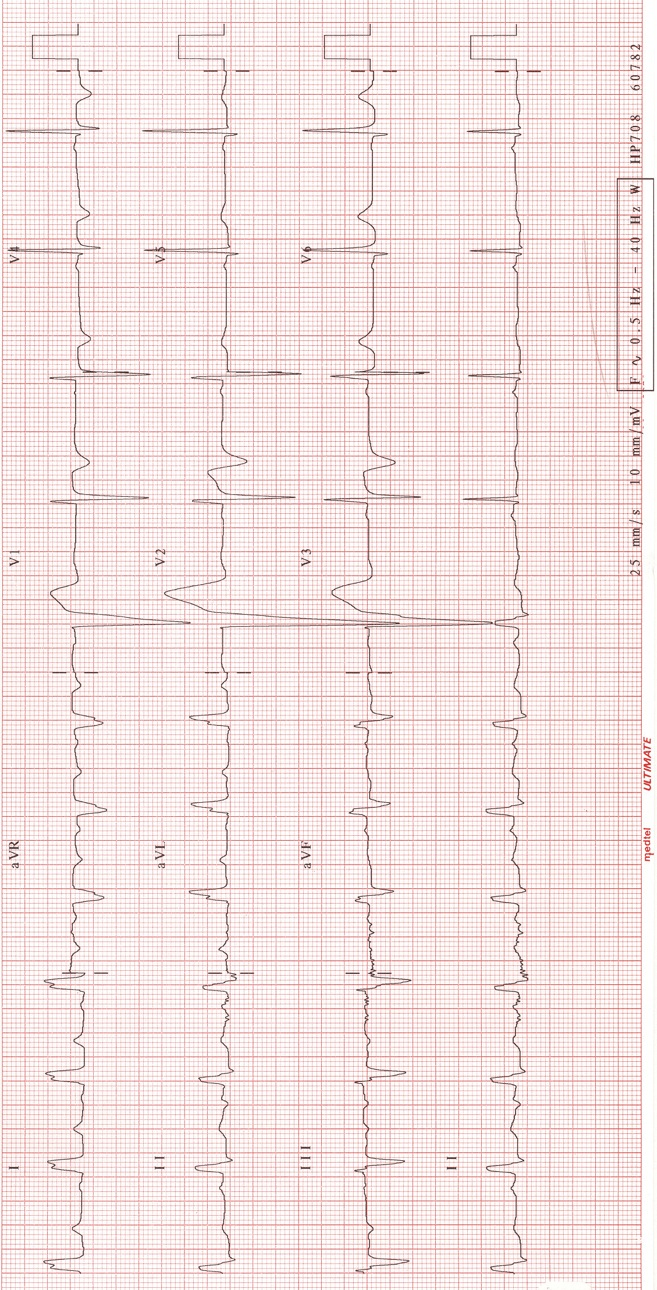 I aVR V1 V4
II aVL V2 V5
III aVF V3 V6
II
25 mm/s 10 mm/mV F ∿ 0.5 Hz - 40 Hz W HP708 60782
medtel ULTIMATE